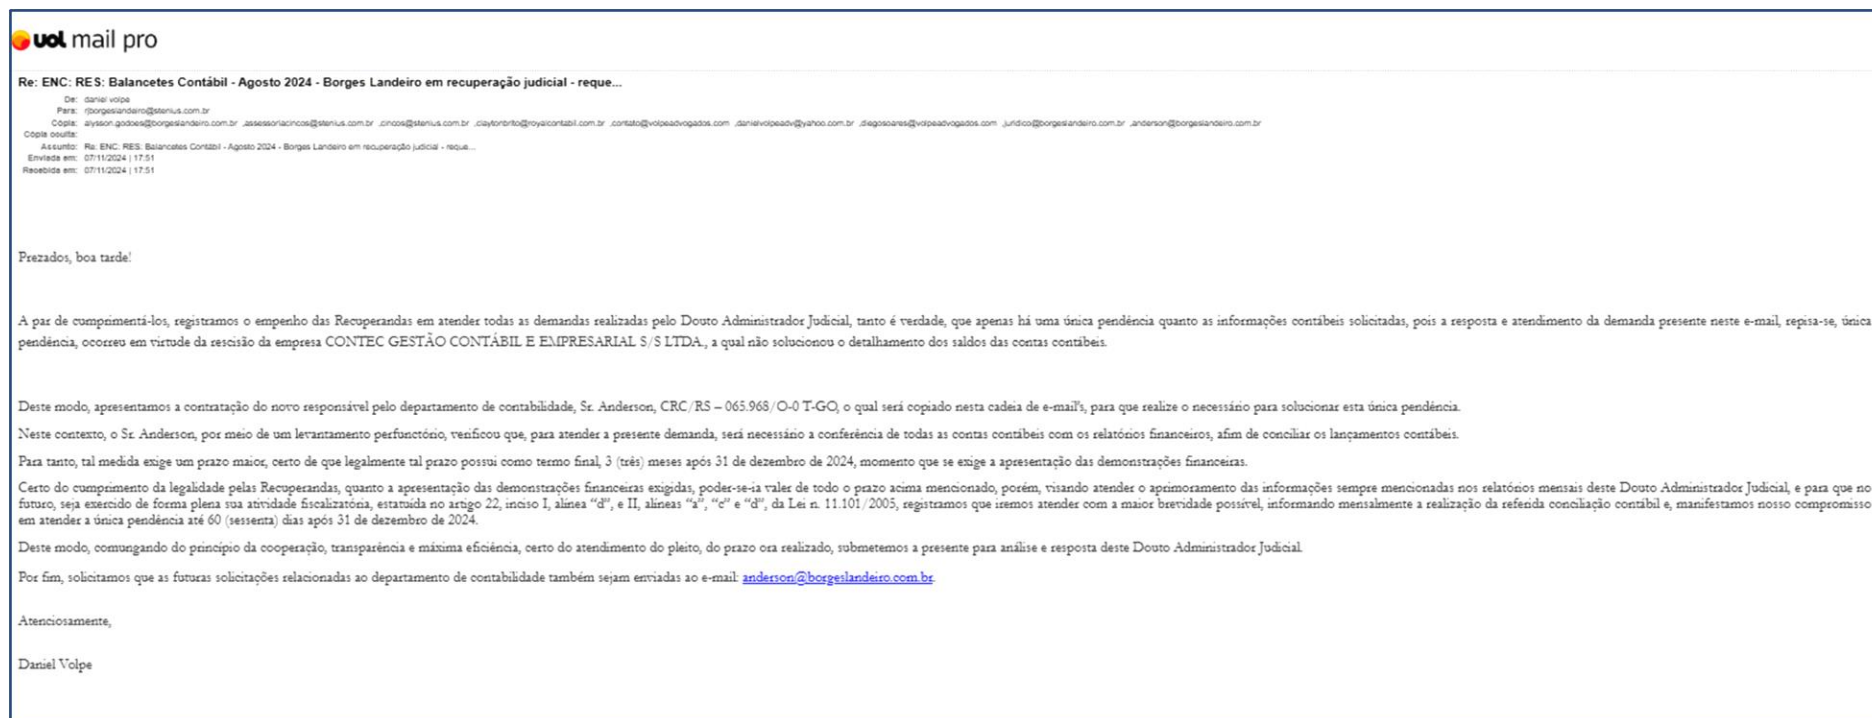 uol mail pro
Re: ENC: RES: Balancetes Contábil - Agosto 2024 - Borges Landeiro em recuperação judicial - reque...
De: daniel volpe
Para: rjborgeslandeiro@stenius.com.br
Cópia: alysson.godoes@borgeslandeiro.com.br ,assessoriacincos@stenius.com.br ,cincos@stenius.com.br ,claytonbrito@royalcontabil.com.br ,contato@volpeadvogados.com ,danielvolpeadv@yahoo.com.br ,diegosoares@volpeadvogados.com ,juridico@borgeslandeiro.com.br ,anderson@borgeslandeiro.com.br
Cópia oculta:
Assunto: Re: ENC: RES: Balancetes Contábil - Agosto 2024 - Borges Landeiro em recuperação judicial - reque...
Enviada em: 07/11/2024 | 17:51
Recebida em: 07/11/2024 | 17:51
Prezados, boa tarde!
A par de cumprimentá-los, registramos o empenho das Recuperandas em atender todas as demandas realizadas pelo Douto Administrador Judicial, tanto é verdade, que apenas há uma única pendência quanto as informações contábeis solicitadas, pois a resposta e atendimento da demanda presente neste e-mail, repisa-se, única
pendência, ocorreu em virtude da rescisão da empresa CONTEC GESTÃO CONTÁBIL E EMPRESARIAL S/S LTDA., a qual não solucionou o detalhamento dos saldos das contas contábeis.
Deste modo, apresentamos a contratação do novo responsável pelo departamento de contabilidade, Sr. Anderson, CRC/RS – 065.968/O-0 T-GO, o qual será copiado nesta cadeia de e-mail's, para que realize o necessário para solucionar esta única pendência.
Neste contexto, o Sr. Anderson, por meio de um levantamento perfunctório, verificou que, para atender a presente demanda, será necessário a conferência de todas as contas contábeis com os relatórios financeiros, afim de conciliar os lançamentos contábeis.
Para tanto, tal medida exige um prazo maior, certo de que legalmente tal prazo possui como termo final, 3 (três) meses após 31 de dezembro de 2024, momento que se exige a apresentação das demonstrações financeiras.
Certo do cumprimento da legalidade pelas Recuperandas, quanto a apresentação das demonstrações financeiras exigidas, poder-se-ia valer de todo o prazo acima mencionado, porém, visando atender o aprimoramento das informações sempre mencionadas nos relatórios mensais deste Douto Administrador Judicial, e para que no
futuro, seja exercido de forma plena sua atividade fiscalizatória, estatuída no artigo 22, inciso I, alínea “d”, e II, alíneas “a”, “c” e “d”, da Lei n. 11.101/2005, registramos que iremos atender com a maior brevidade possível, informando mensalmente a realização da referida conciliação contábil e, manifestamos nosso compromisso
em atender a única pendência até 60 (sessenta) dias após 31 de dezembro de 2024.
Deste modo, comungando do princípio da cooperação, transparência e máxima eficiência, certo do atendimento do pleito, do prazo ora realizado, submetemos a presente para análise e resposta deste Douto Administrador Judicial.
Por fim, solicitamos que as futuras solicitações relacionadas ao departamento de contabilidade também sejam enviadas ao e-mail: anderson@borgeslandeiro.com.br.
Atenciosamente,
Daniel Volpe